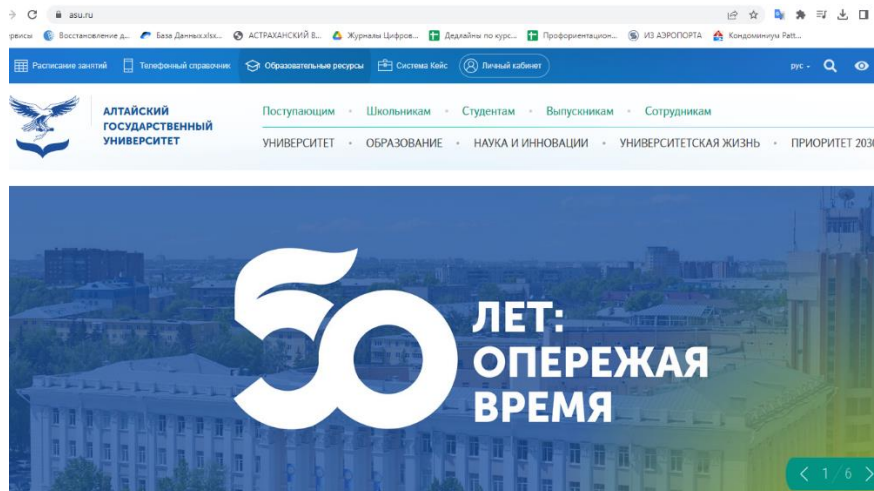 asu.ru
рвисы Восстановление д... База Данных.xlsx... АСТРАХАНСКИЙ В... Журналы Цифров... Дедлайны по курс... Профориентацион... ИЗ АЭРОПОРТА Кондоминиум Patt...
Расписание занятий Телефонный справочник Образовательные ресурсы Система Кейс Личный кабинет рус
АЛТАЙСКИЙ
ГОСУДАРСТВЕННЫЙ
УНИВЕРСИТЕТ
Поступающим • Школьникам • Студентам • Выпускникам • Сотрудникам
УНИВЕРСИТЕТ • ОБРАЗОВАНИЕ • НАУКА И ИННОВАЦИИ • УНИВЕРСИТЕТСКАЯ ЖИЗНЬ • ПРИОРИТЕТ 2030
50
ЛЕТ:
ОПЕРЕЖАЯ
ВРЕМЯ
1/6